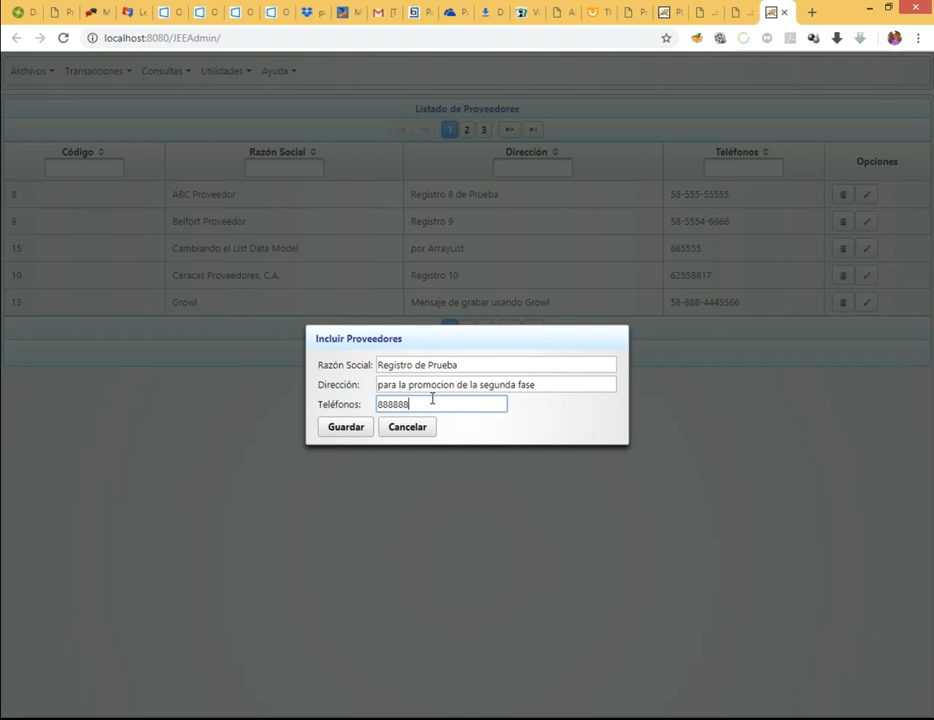 localhost:8080/JEEAdmin/
Archivos Transacciones Consultas Utilidades Ayuda
Listado de Proveedores
1 2 3
Código Razón Social Dirección Teléfonos Opciones
8 ABC Proveedor Registro 8 de Prueba 58-555-55555
9 Belfort Proveedor Registro 9 58-5554-6666
15 Cambiando el List Data Model por ArrayList 665555
10 Caracas Proveedores, C.A. Registro 10 62558817
13 Growl Mensaje de grabar usando Growl 58-888-4445566
Incluir Proveedores
Razón Social: Registro de Prueba
Dirección: para la promocion de la segunda fase
Teléfonos: 888888
Guardar Cancelar